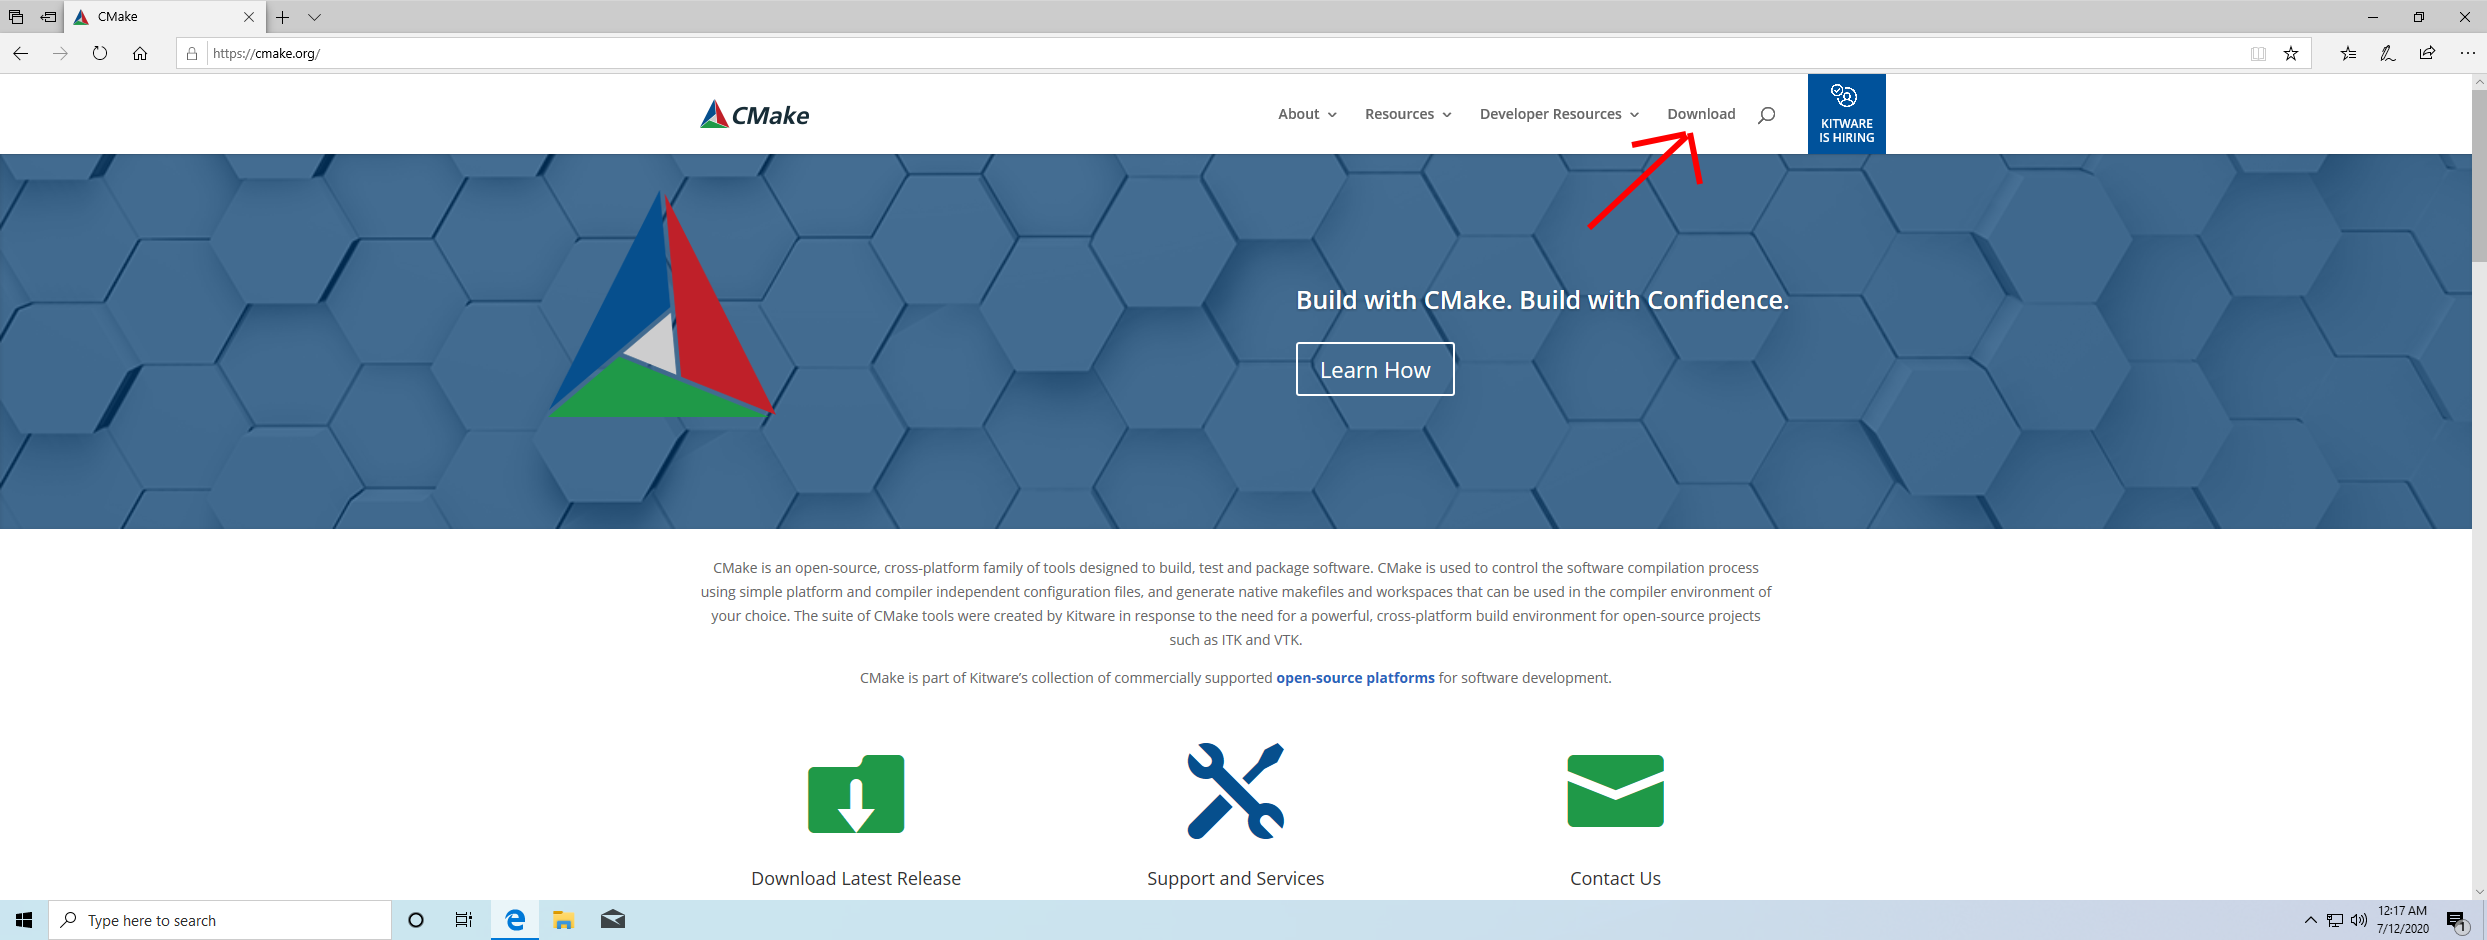 CMake
https://cmake.org/
CMake
About
Resources
Developer Resources
Download
KITWARE
IS HIRING
Build with CMake. Build with Confidence.
Learn How
CMake is an open-source, cross-platform family of tools designed to build, test and package software. CMake is used to control the software compilation process
using simple platform and compiler independent configuration files, and generate native makefiles and workspaces that can be used in the compiler environment of
your choice. The suite of CMake tools were created by Kitware in response to the need for a powerful, cross-platform build environment for open-source projects
such as ITK and VTK.
CMake is part of Kitware’s collection of commercially supported open-source platforms for software development.
Download Latest Release
Support and Services
Contact Us
Type here to search
12:17 AM
7/12/2020
1